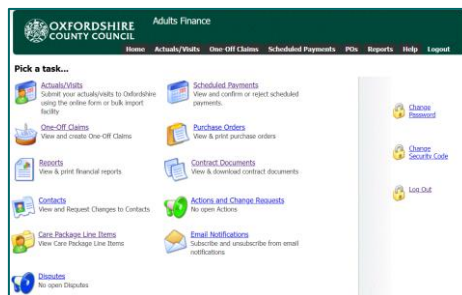 OXFORDSHIRE
COUNTY COUNCIL
Adults Finance
Home Actuals/Visits One-Off Claims Scheduled Payments POs Reports Help Logout
Pick a task...
Actuals/Visits
Submit your actuals/visits to Oxfordshire
using the online form or bulk import
facility
Scheduled Payments
View and confirm or reject scheduled
payments.
One-Off Claims
View and create One-Off Claims
Purchase Orders
View & print purchase orders
Reports
View & print financial reports
Contract Documents
View & download contract documents
Contacts
View and Request Changes to Contacts
Actions and Change Requests
No open Actions
Care Package Line Items
View Care Package Line Items
Email Notifications
Subscribe and unsubscribe from email
notifications
Disputes
No open Disputes
Change
Password
Change
Security Code
Log Out